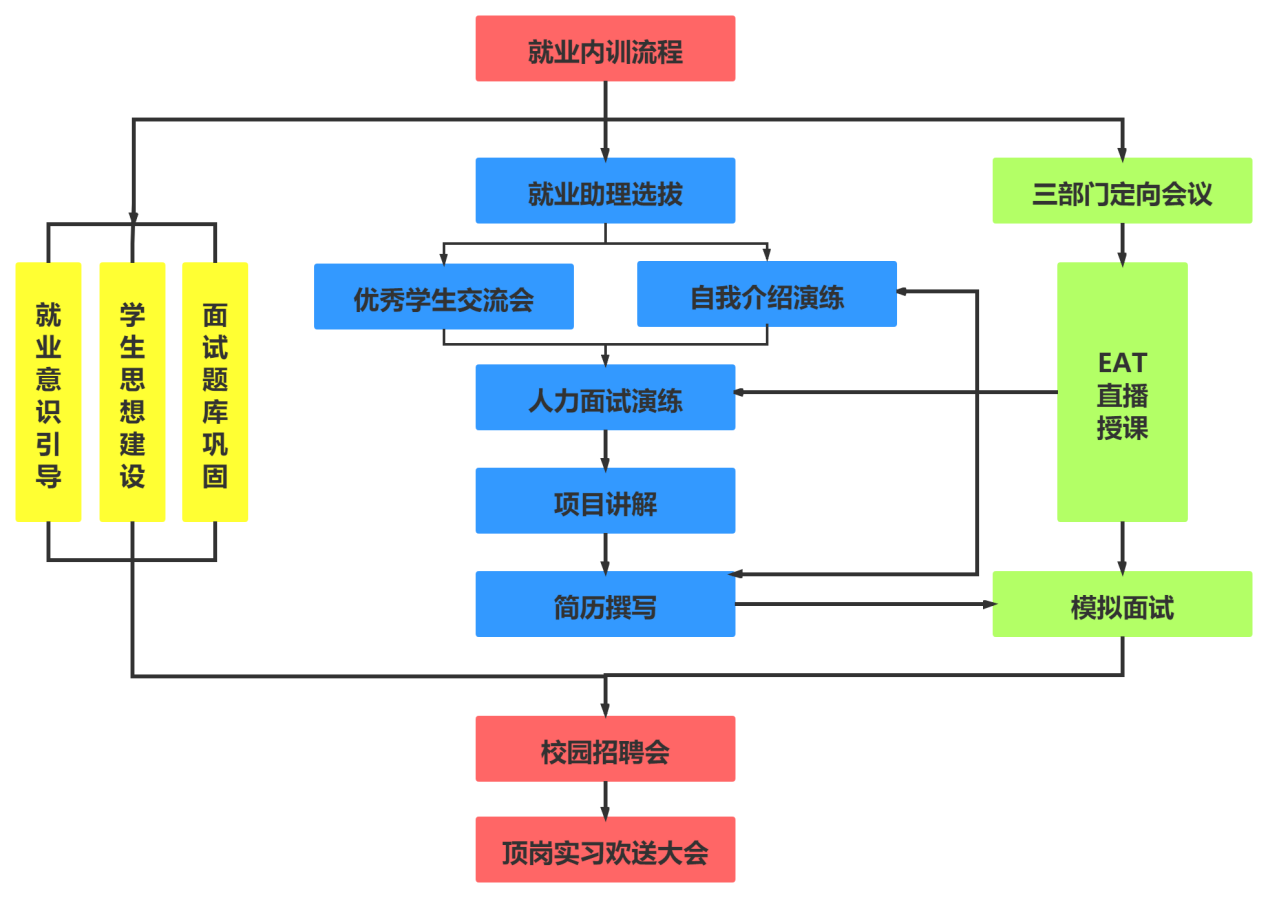 就业内训流程
就业助理选拔
三部门定向会议
优秀学生交流会
自我介绍演练
就业意识引导
学生思想建设
面试题库巩固
EAT
直播
授课
人力面试演练
项目讲解
简历撰写
模拟面试
校园招聘会
顶岗实习欢送大会